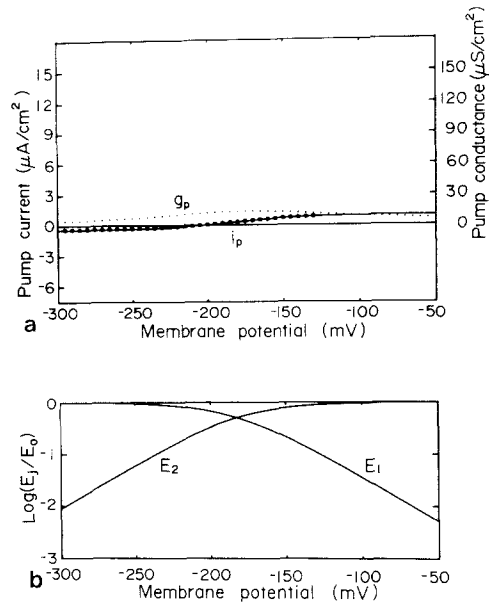 15
12
9
6
3
0
-3
-6
Pump current (μA/cm²)
150
120
90
60
30
0
Pump conductance (μS/cm²)
gₚ
iₚ
-300 -250 -200 -150 -100 -50
Membrane potential (mV)
a
0
-1
-2
-3
Log(Eⱼ/E₀)
E₂
E₁
-300 -250 -200 -150 -100 -50
Membrane potential (mV)
b